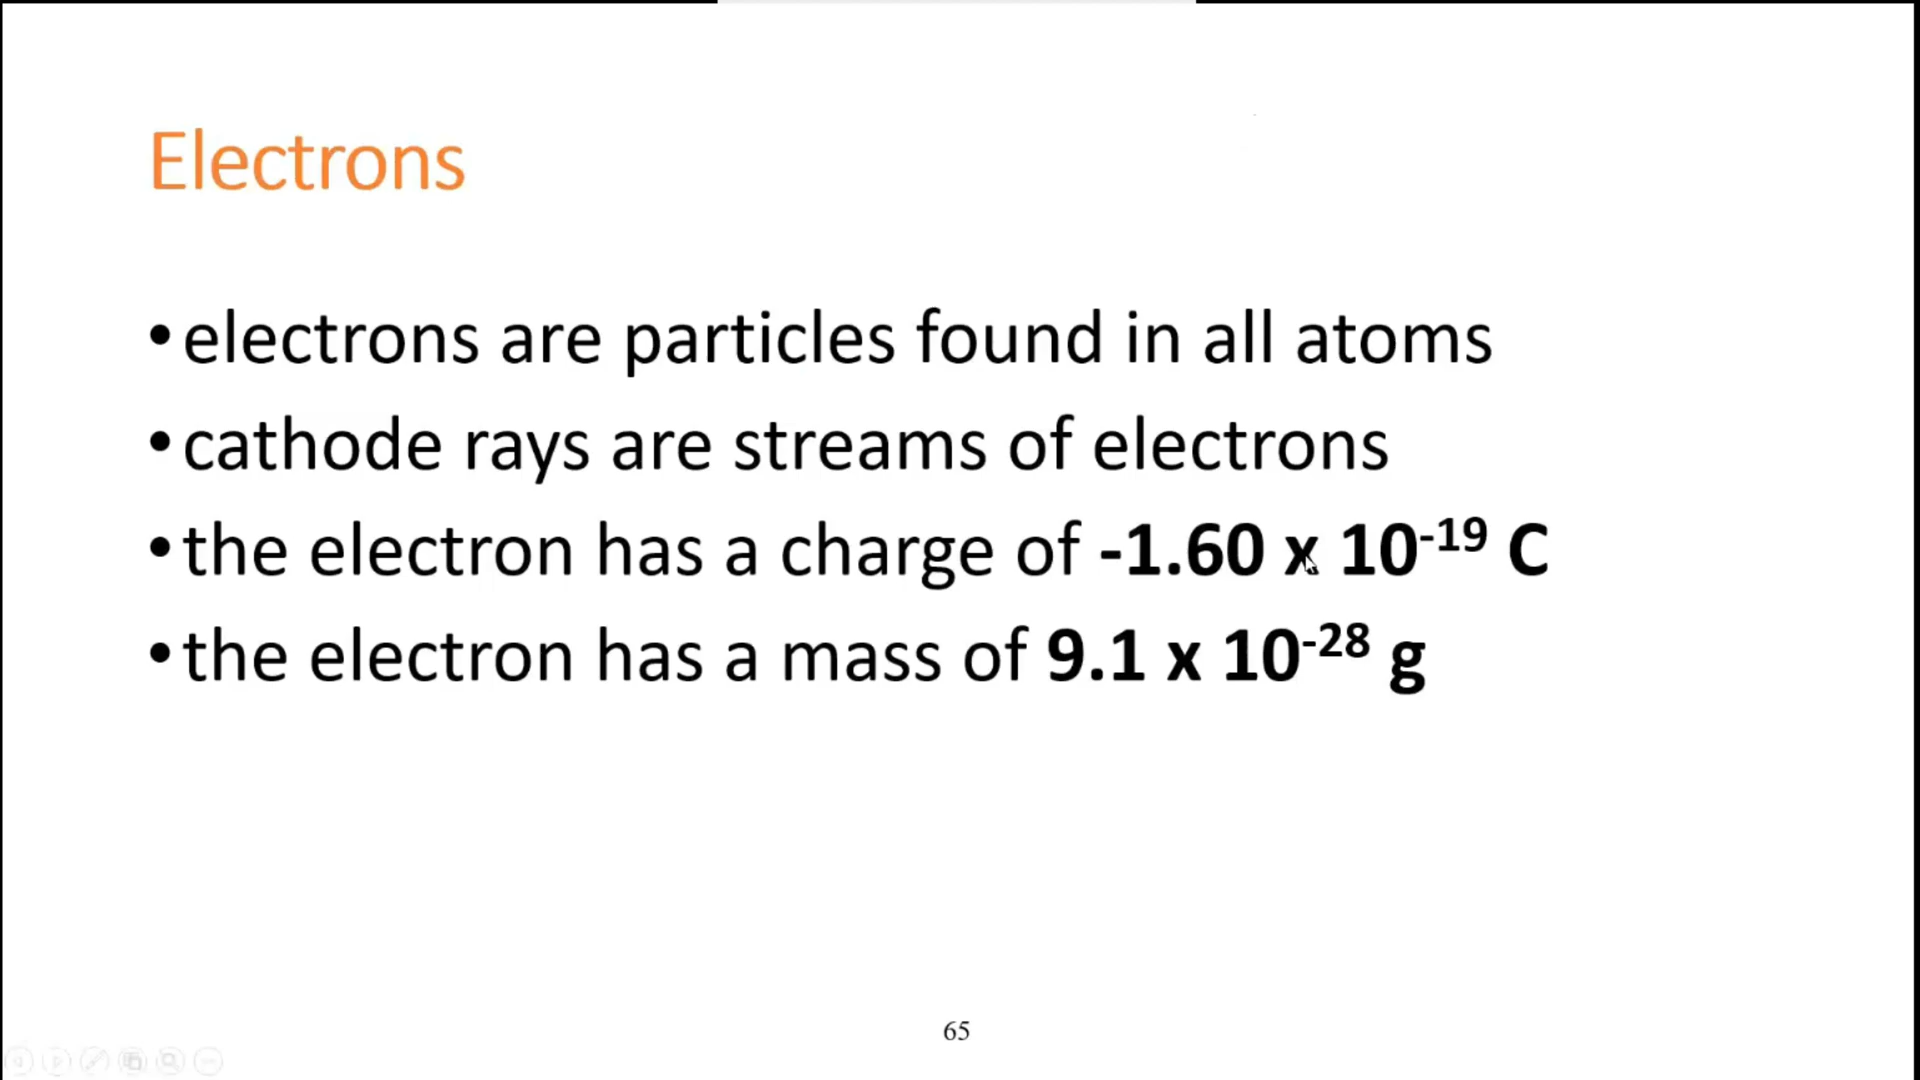 Electrons
•electrons are particles found in all atoms
•cathode rays are streams of electrons
•the electron has a charge of -1.60 x 10⁻¹⁹ C
•the electron has a mass of 9.1 x 10⁻²⁸ g
65